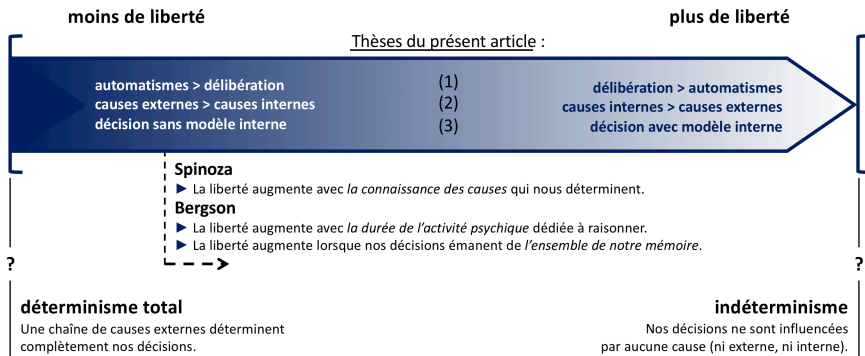 moins de liberté
plus de liberté
Thèses du présent article :
automatismes > délibération
(1)
délibération > automatismes
causes externes > causes internes
(2)
causes internes > causes externes
décision sans modèle interne
(3)
décision avec modèle interne
Spinoza
► La liberté augmente avec la connaissance des causes qui nous déterminent.
Bergson
► La liberté augmente avec la durée de l'activité psychique dédiée à raisonner.
► La liberté augmente lorsque nos décisions émanent de l'ensemble de notre mémoire.
?
?
déterminisme total
Une chaîne de causes externes déterminent
complètement nos décisions.
indéterminisme
Nos décisions ne sont influencées
par aucune cause (ni externe, ni interne).